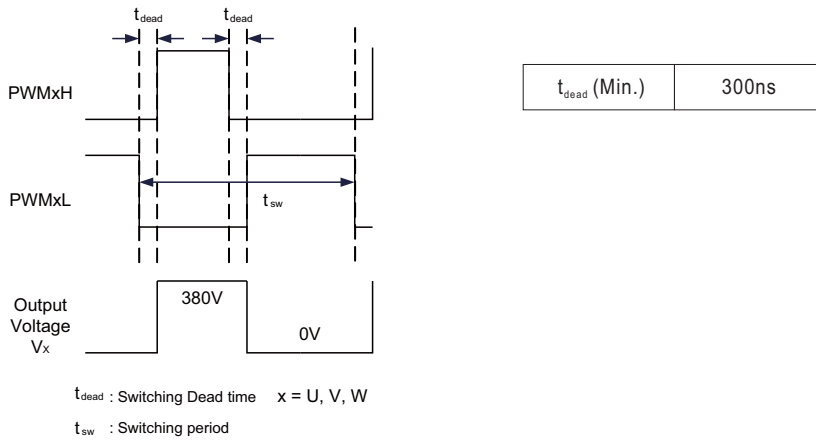 tdead tdead
PWMxH
tdead (Min.) 300ns
PWMxL
tsw
Output
Voltage
Vx
380V
0V
tdead : Switching Dead time x = U, V, W
tsw : Switching period